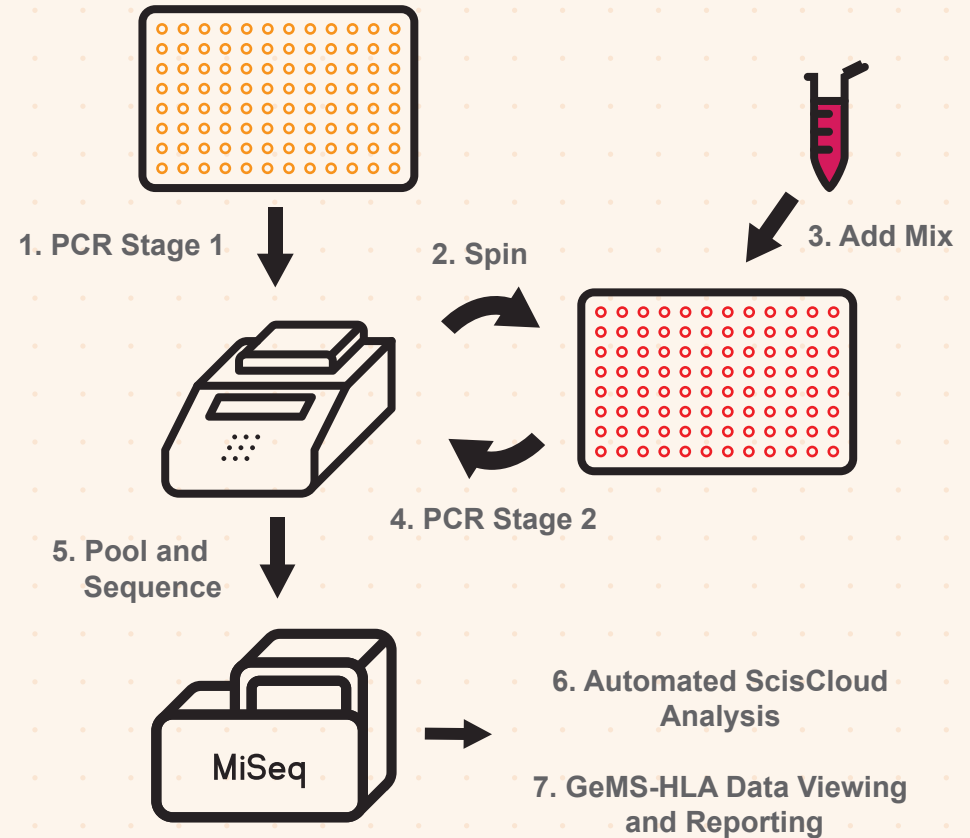 1. PCR Stage 1
2. Spin
3. Add Mix
4. PCR Stage 2
5. Pool and
Sequence
MiSeq
6. Automated ScisCloud
Analysis
7. GeMS-HLA Data Viewing
and Reporting